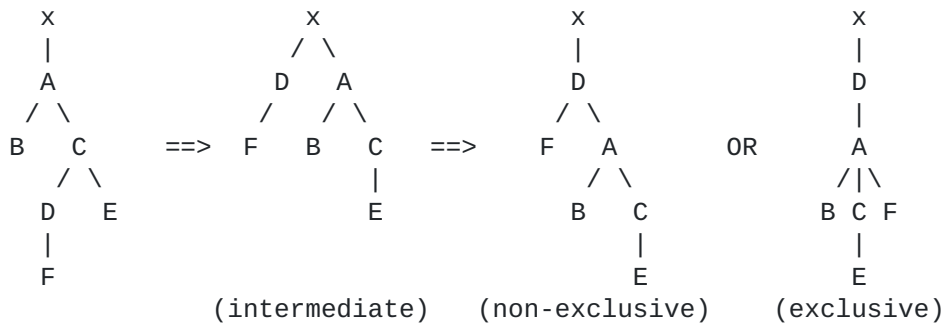 x x x x
| / \ | |
A D A D D
/ \ / / \ / \ |
B C ==> F B C ==> F A OR A
/ \ | / \ /|\
D E E B C B C F
| | |
F E E
(intermediate) (non-exclusive) (exclusive)